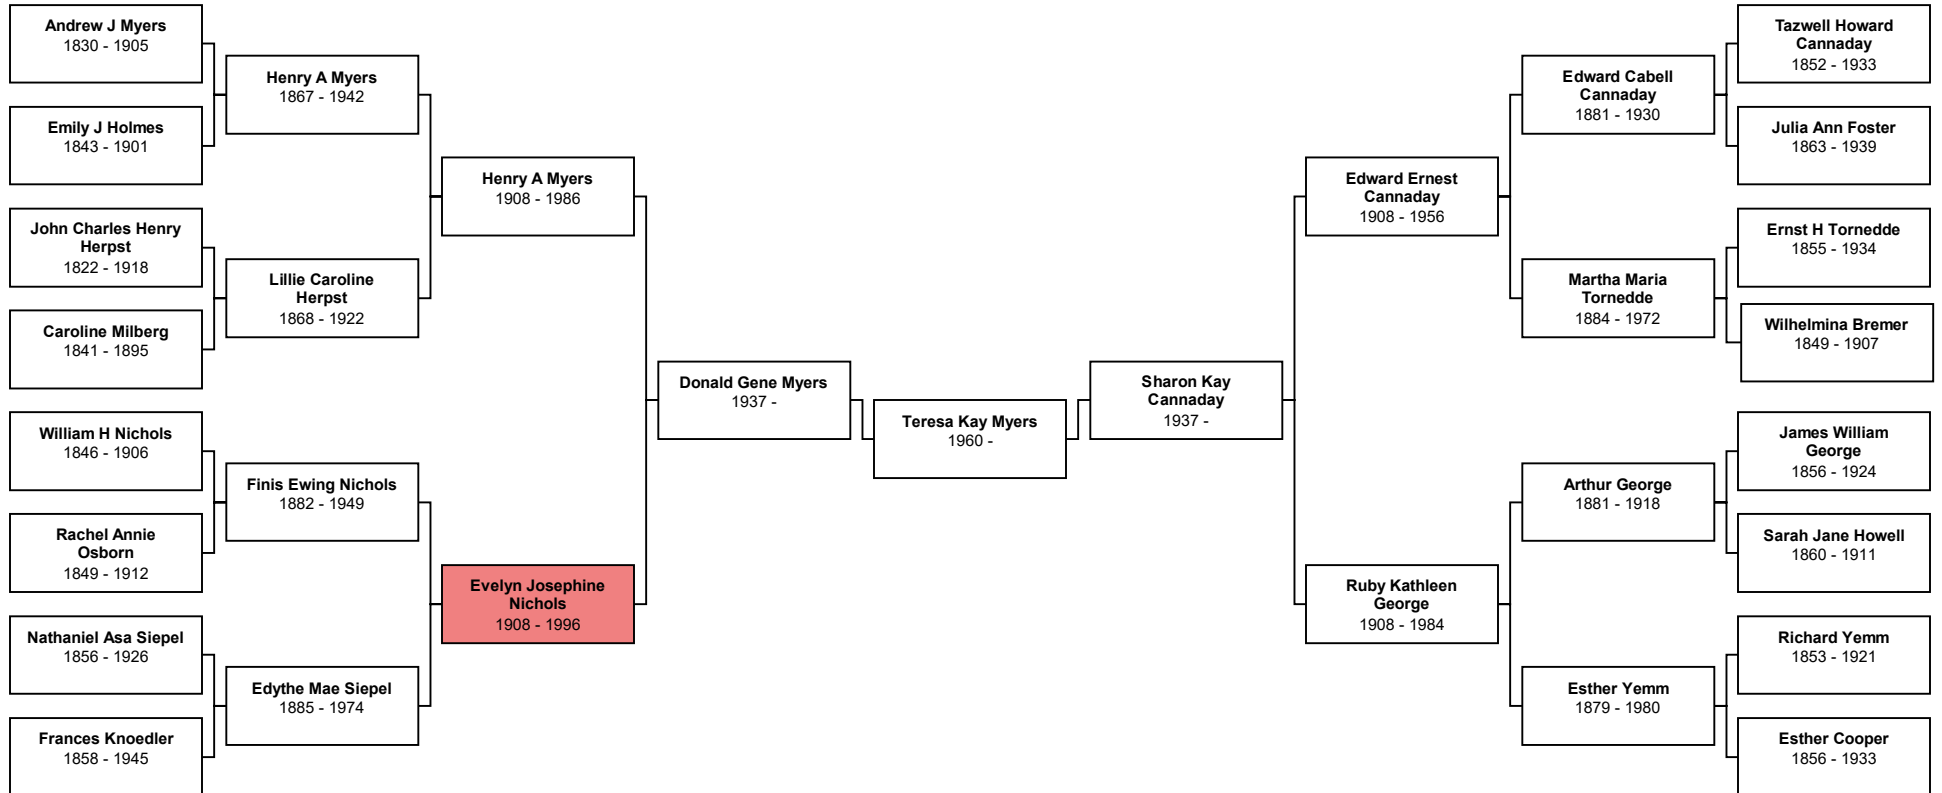 Andrew J Myers
1830 - 1905
Emily J Holmes
1843 - 1901
John Charles Henry
Herpst
1822 - 1918
Caroline Milberg
1841 - 1895
William H Nichols
1846 - 1906
Rachel Annie
Osborn
1849 - 1912
Nathaniel Asa Siepel
1856 - 1926
Frances Knoedler
1858 - 1945
Henry A Myers
1867 - 1942
Lillie Caroline
Herpst
1868 - 1922
Finis Ewing Nichols
1882 - 1949
Edythe Mae Siepel
1885 - 1974
Henry A Myers
1908 - 1986
Evelyn Josephine
Nichols
1908 - 1996
Donald Gene Myers
1937 -
Teresa Kay Myers
1960 -
Sharon Kay
Cannaday
1937 -
Edward Ernest
Cannaday
1908 - 1956
Ruby Kathleen
George
1908 - 1984
Edward Cabell
Cannaday
1881 - 1930
Martha Maria
Tornedde
1884 - 1972
Arthur George
1881 - 1918
Esther Yemm
1879 - 1980
Tazwell Howard
Cannaday
1852 - 1933
Julia Ann Foster
1863 - 1939
Ernst H Tornedde
1855 - 1934
Wilhelmina Bremer
1849 - 1907
James William
George
1856 - 1924
Sarah Jane Howell
1860 - 1911
Richard Yemm
1853 - 1921
Esther Cooper
1856 - 1933